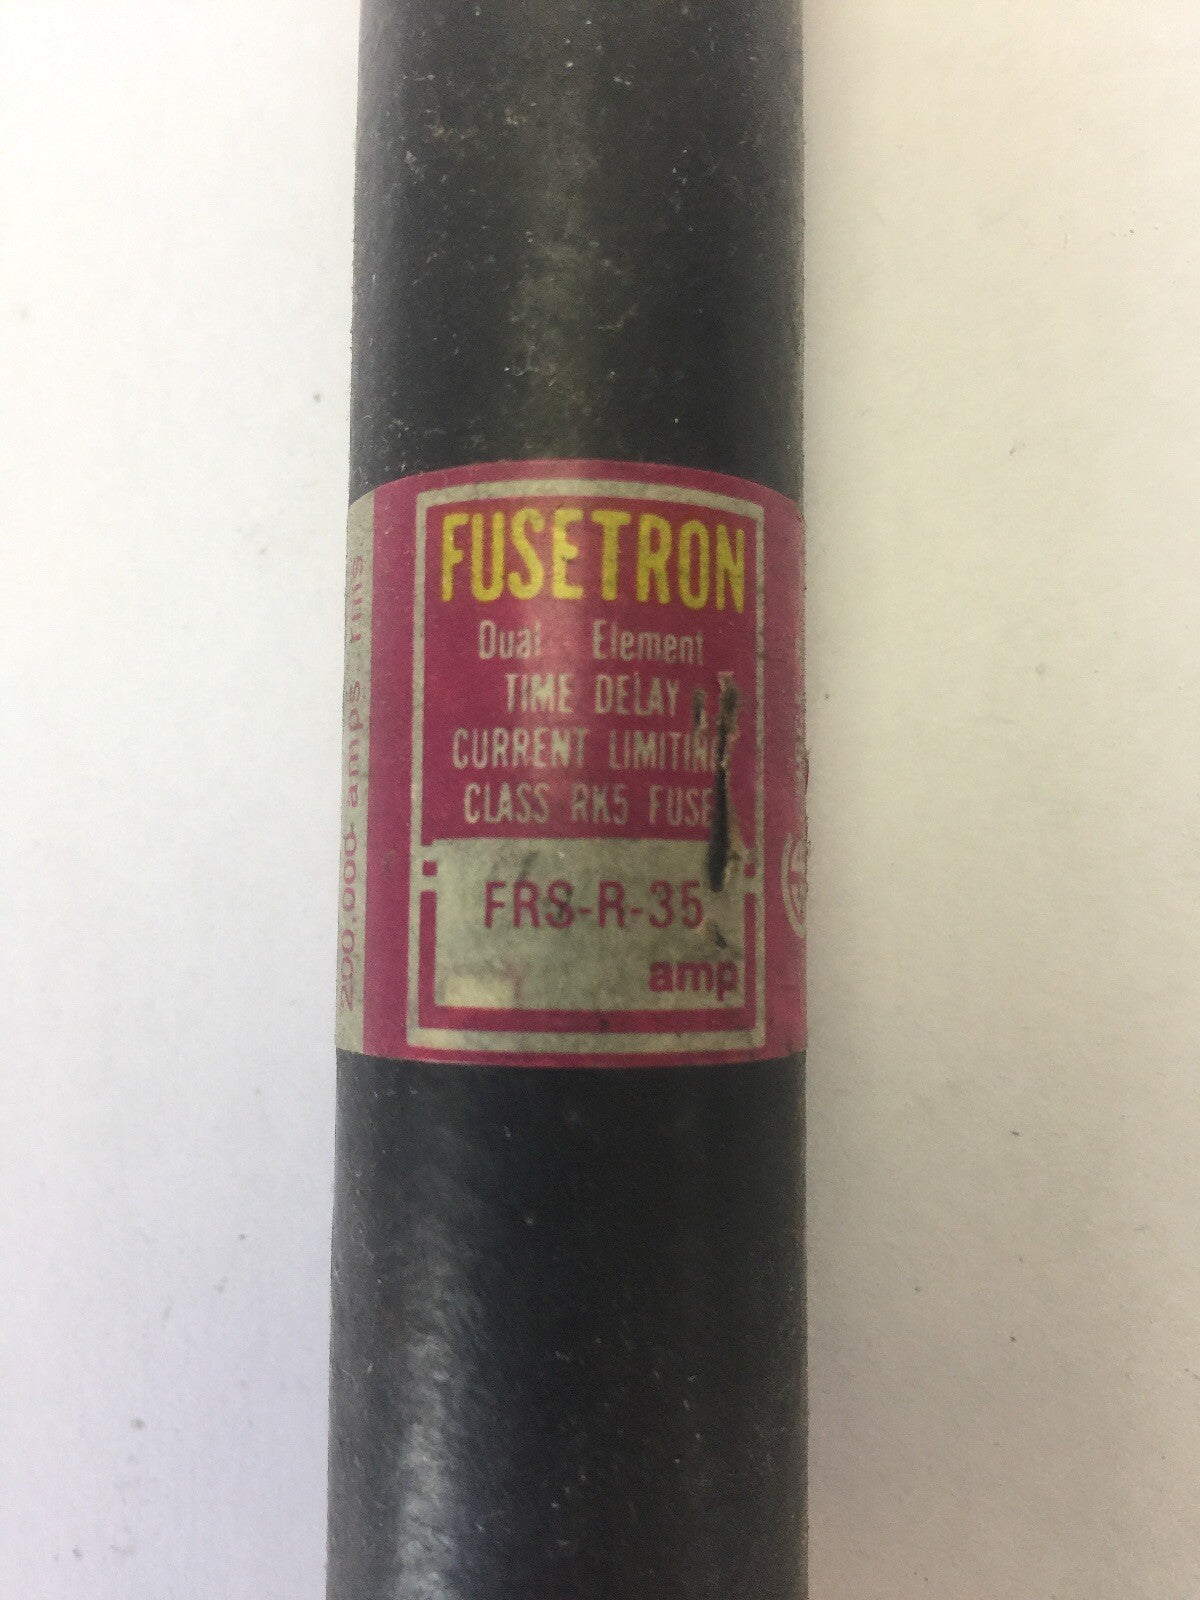 FUSETRON
Dual Element
TIME DELAY
CURRENT LIMITING
CLASS RK5 FUSE
FRS-R-35
amp
200,000 amps rms